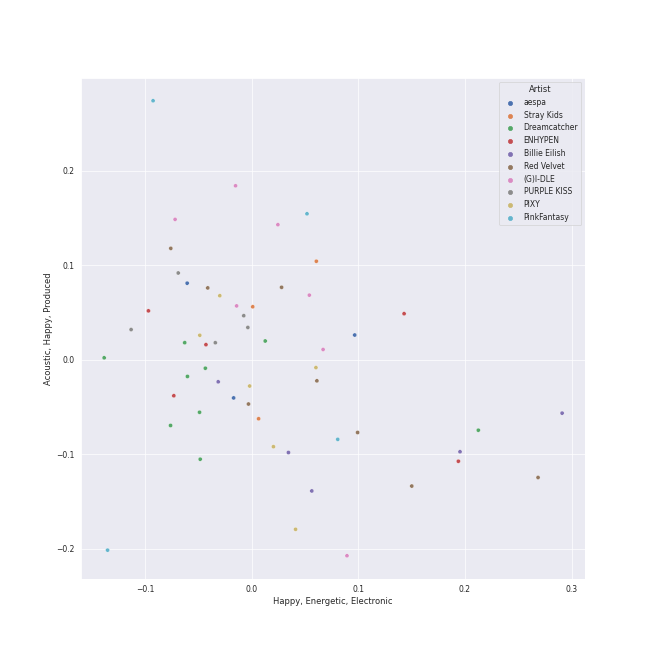 Artist
aespa
Stray Kids
Dreamcatcher
ENHYPEN
Billie Eilish
Red Velvet
(G)I-DLE
PURPLE KISS
PIXY
PinkFantasy
0.2
0.1
0.0
−0.1
−0.2
Acoustic, Happy, Produced
−0.1 0.0 0.1 0.2 0.3
Happy, Energetic, Electronic